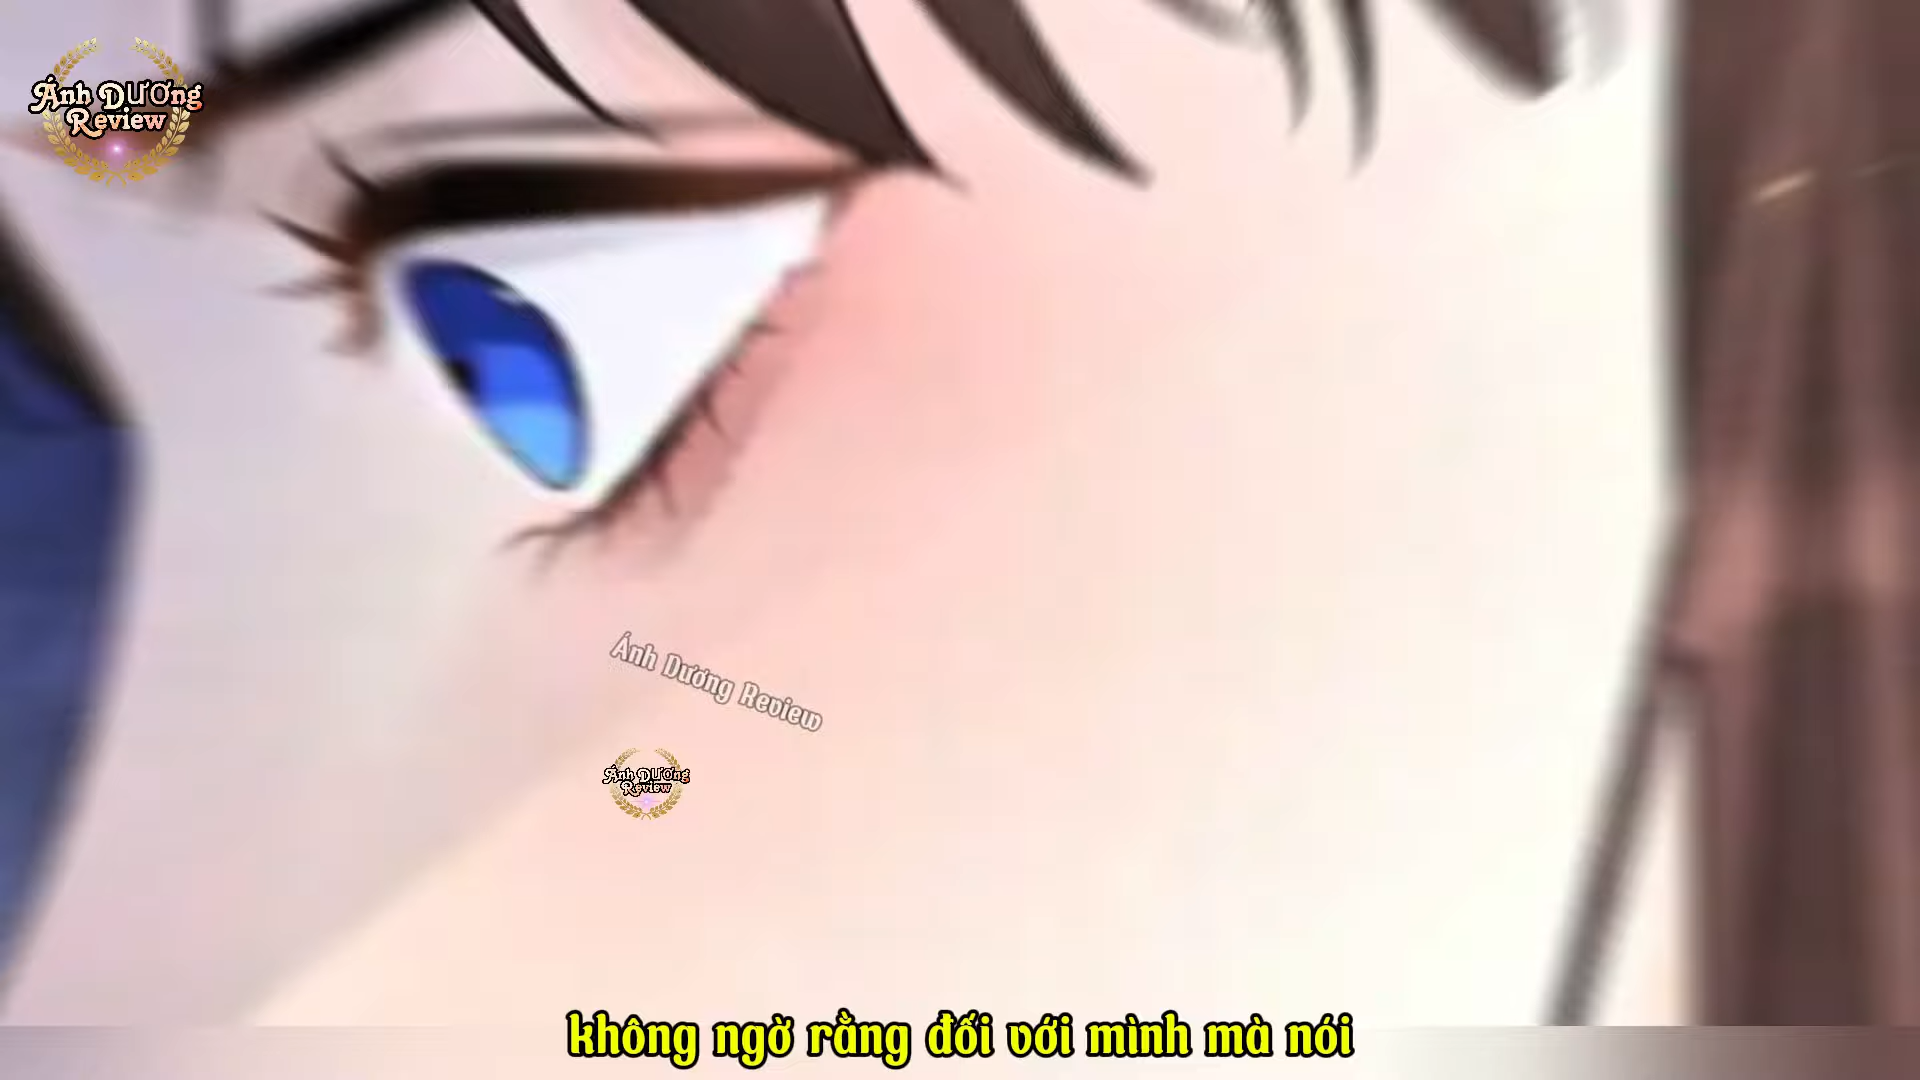 Ánh Dương
Review
Ánh Dương Review
Ánh Dương
Review
không ngờ rằng đối với mình mà nói